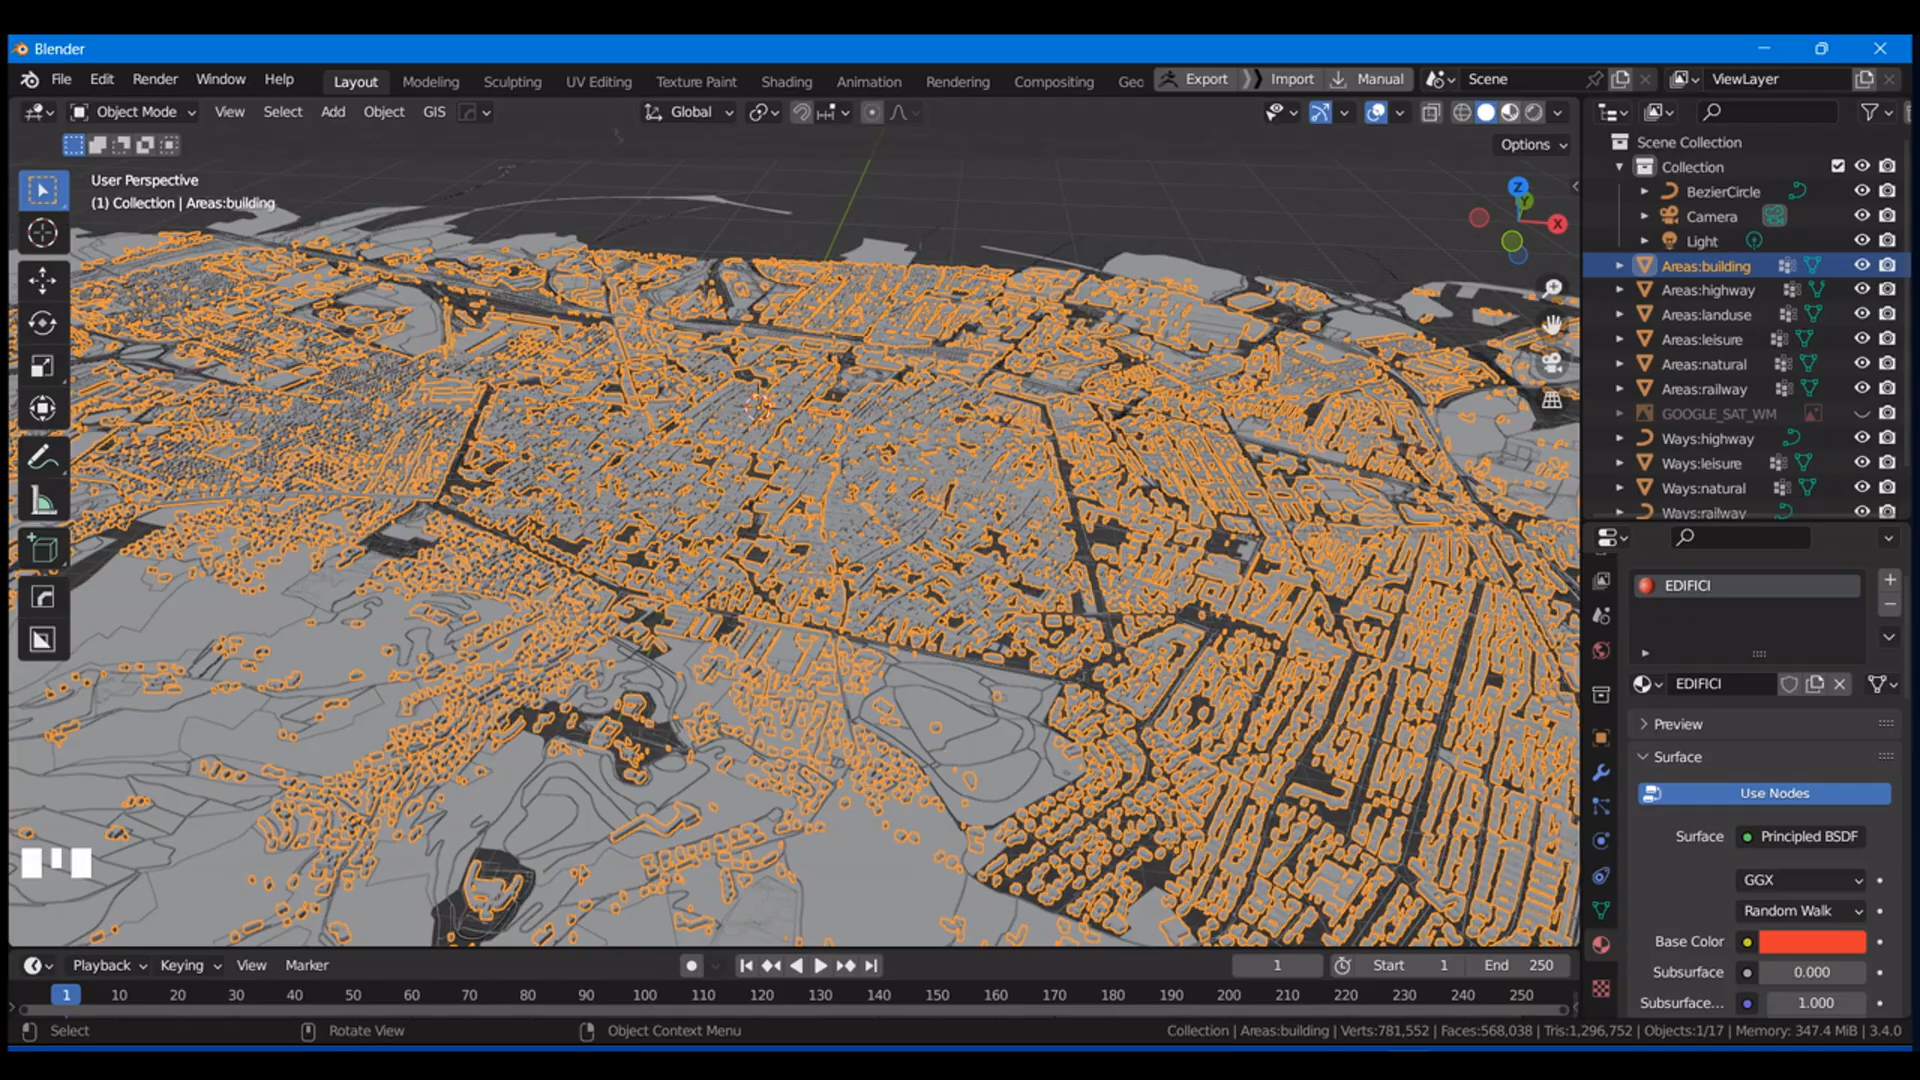 Blender
File Edit Render Window Help Layout Modeling Sculpting UV Editing Texture Paint Shading Animation Rendering Compositing Geo Export Import Manual Scene ViewLayer
Object Mode View Select Add Object GIS Global
Options
User Perspective
(1) Collection | Areas:building
Z
Y
X
Scene Collection
Collection
BezierCircle
Camera
Light
Areas:building
Areas:highway
Areas:landuse
Areas:leisure
Areas:natural
Areas:railway
GOOGLE_SAT_WM
Ways:highway
Ways:leisure
Ways:natural
Ways:railway
EDIFICI
EDIFICI
Preview
Surface
Use Nodes
Surface Principled BSDF
GGX
Random Walk
Base Color
Subsurface 0.000
Subsurface... 1.000
Playback Keying View Marker 1 Start 1 End 250
1 10 20 30 40 50 60 70 80 90 100 110 120 130 140 150 160 170 180 190 200 210 220 230 240 250
Select Rotate View Object Context Menu Collection | Areas:building | Verts:781,552 | Faces:568,038 | Tris:1,296,752 | Objects:1/17 | Memory: 347.4 MiB | 3.4.0